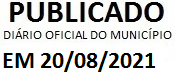 PUBLICADO
DIÁRIO OFICIAL DO MUNICÍPIO
EM 20/08/2021